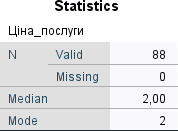 Statistics
Ціна_послуги
N Valid 88
Missing 0
Median 2,00
Mode 2